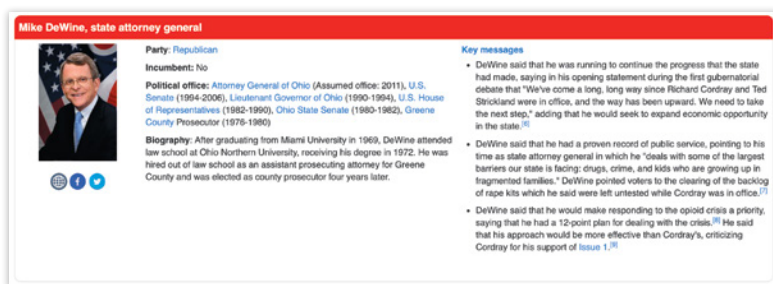 Mike DeWine, state attorney general
Party: Republican
Incumbent: No
Political office: Attorney General of Ohio (Assumed office: 2011), U.S.
Senate (1994-2006), Lieutenant Governor of Ohio (1990-1994), U.S. House
of Representatives (1982-1990), Ohio State Senate (1980-1982), Greene
County Prosecutor (1976-1980)
Biography: After graduating from Miami University in 1969, DeWine attended
law school at Ohio Northern University, receiving his degree in 1972. He was
hired out of law school as an assistant prosecuting attorney for Greene
County and was elected as county prosecutor four years later.
Key messages
• DeWine said that he was running to continue the progress that the state
had made, saying in his opening statement during the first gubernatorial
debate that "We've come a long, long way since Richard Cordray and Ted
Strickland were in office, and the way has been upward. We need to take
the next step," adding that he would seek to expand economic opportunity
in the state.[6]
• DeWine said that he had a proven record of public service, pointing to his
time as state attorney general in which he "deals with some of the largest
barriers our state is facing: drugs, crime, and kids who are growing up in
fragmented families." DeWine pointed voters to the clearing of the backlog
of rape kits which he said were left untested while Cordray was in office.[7]
• DeWine said that he would make responding to the opioid crisis a priority,
saying that he had a 12-point plan for dealing with the crisis.[8] He said
that his approach would be more effective than Cordray's, criticizing
Cordray for his support of Issue 1.[9]